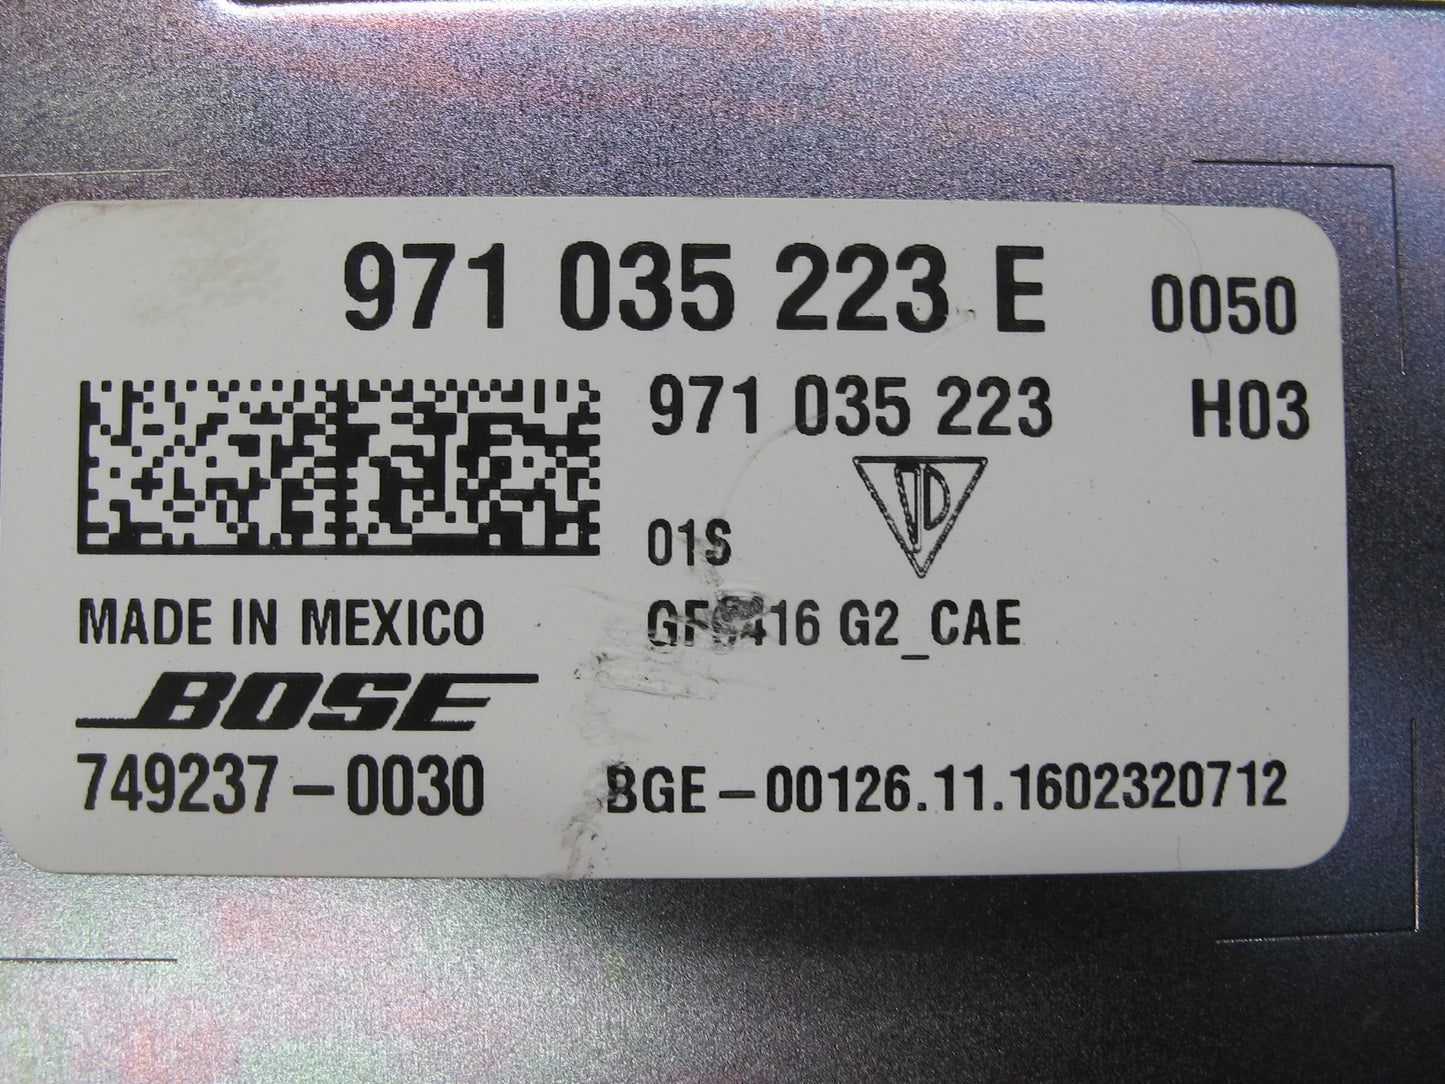 971 035 223 E 0050
971 035 223 H03
01S
MADE IN MEXICO
G2_CAE
BOSE
749237-0030
BGE-00126.11.1602320712